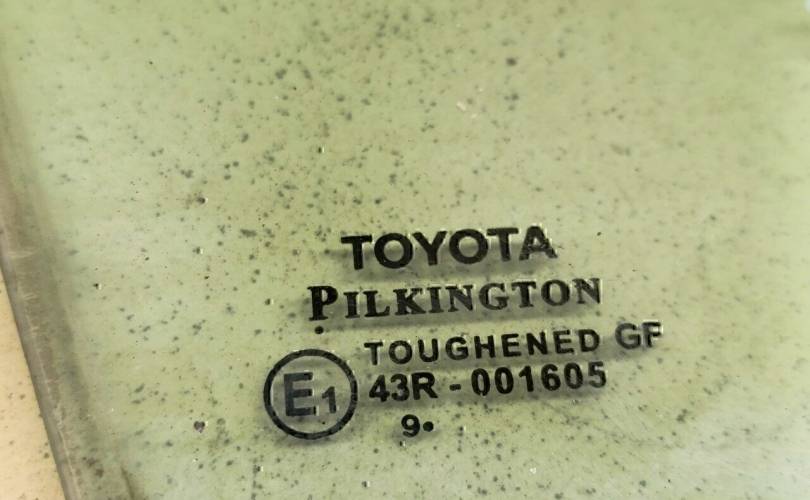 TOYOTA
PILKINGTON
TOUGHENED GF
E1
43R - 001605
9•